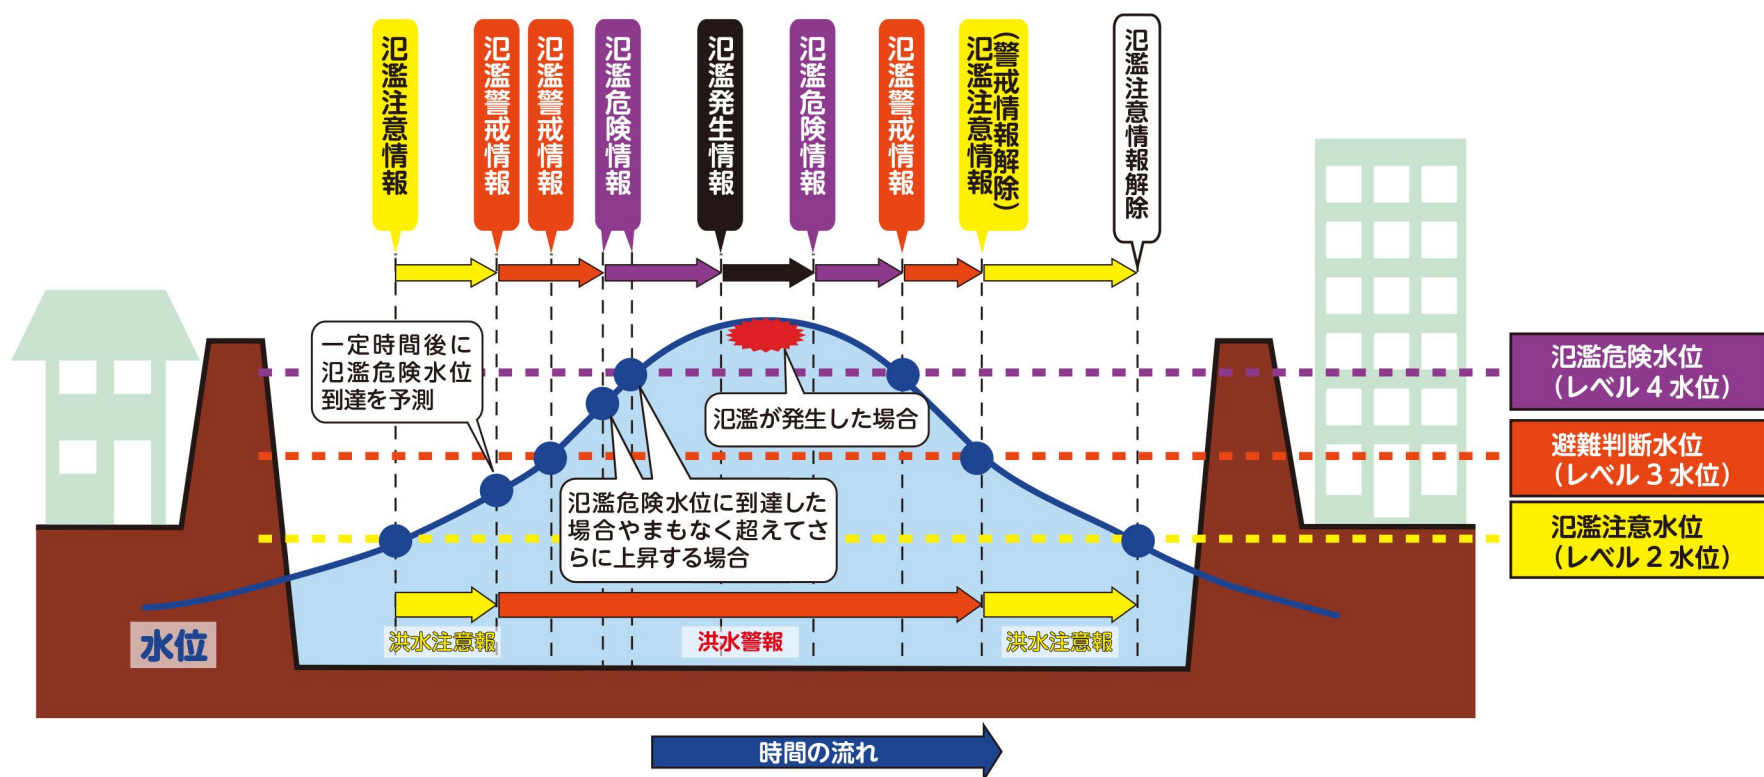 氾濫注意情報
氾濫警戒情報
氾濫警戒情報
氾濫危険情報
氾濫発生情報
氾濫危険情報
氾濫警戒情報
氾濫注意情報
(警戒情報解除)
氾濫注意情報解除
一定時間後に
氾濫危険水位
到達を予測
氾濫が発生した場合
氾濫危険水位に到達した
場合やまもなく超えてさ
らに上昇する場合
氾濫危険水位
(レベル4水位)
避難判断水位
(レベル3水位)
氾濫注意水位
(レベル2水位)
水位
洪水注意報
洪水警報
洪水注意報
時間の流れ